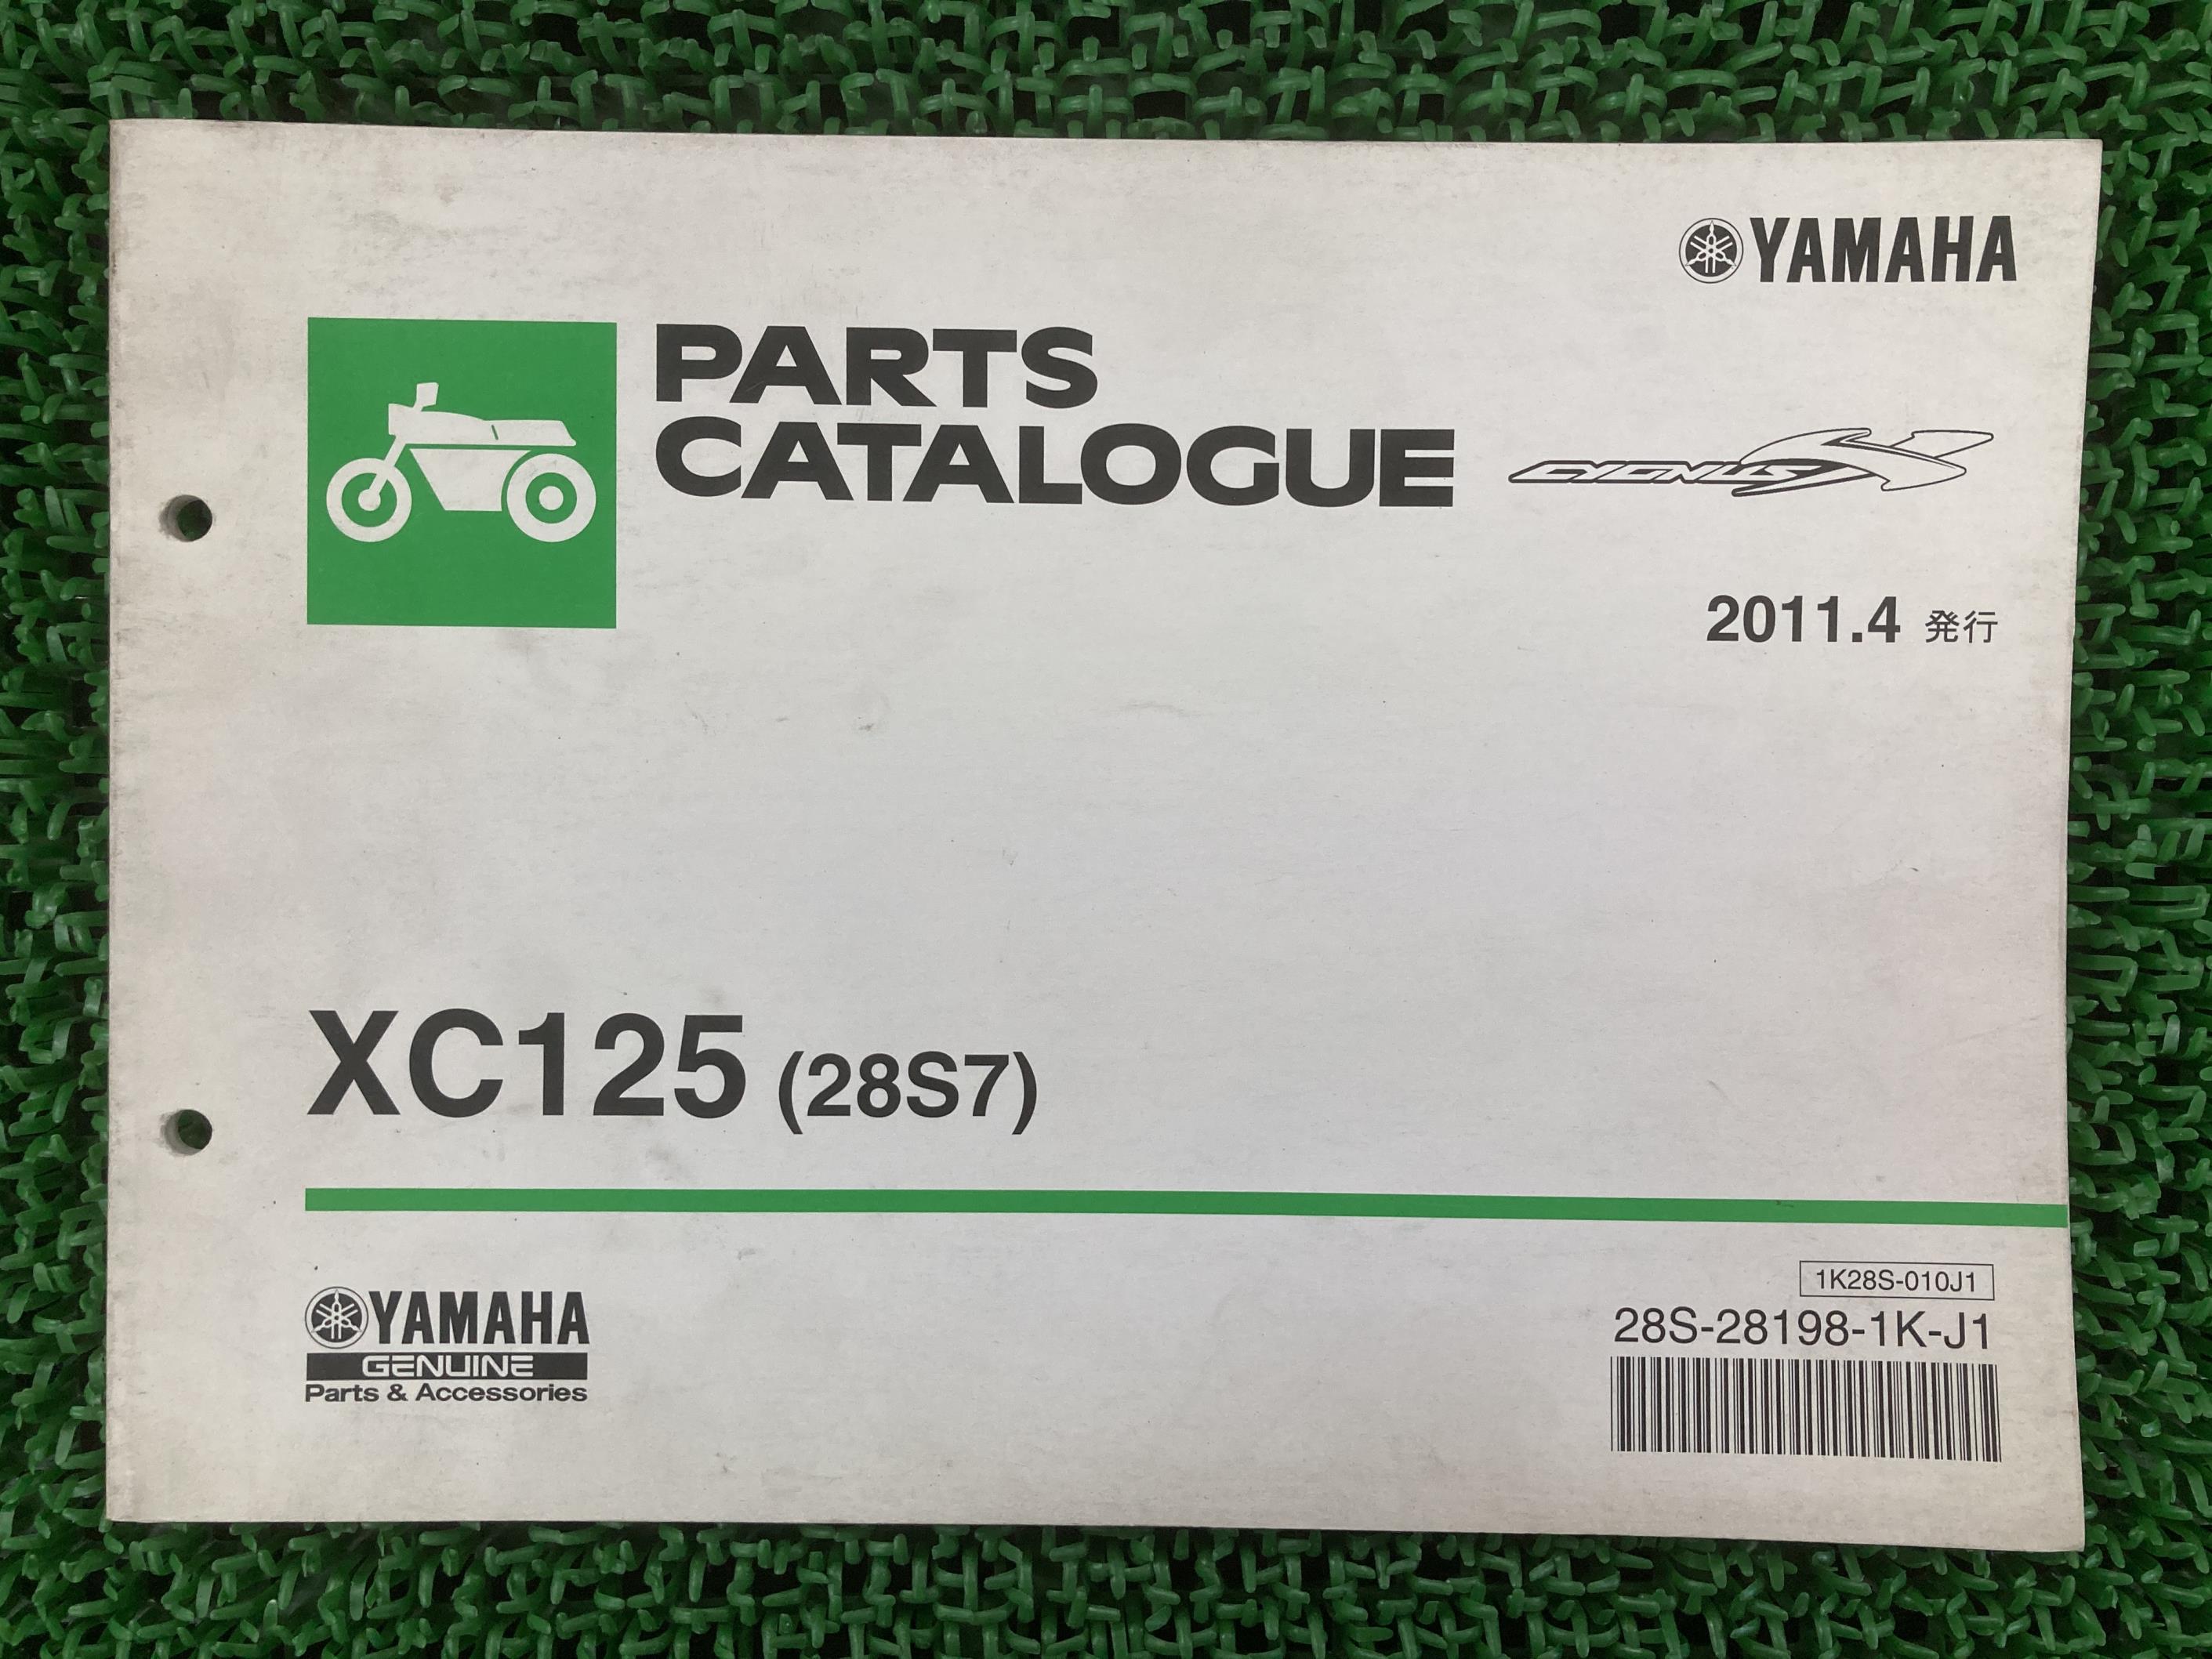 YAMAHA
PARTS
CATALOGUE
CYGNUS X
2011.4 発行
XC125 (28S7)
1K28S-010J1
28S-28198-1K-J1
YAMAHA
GENUINE
Parts & Accessories